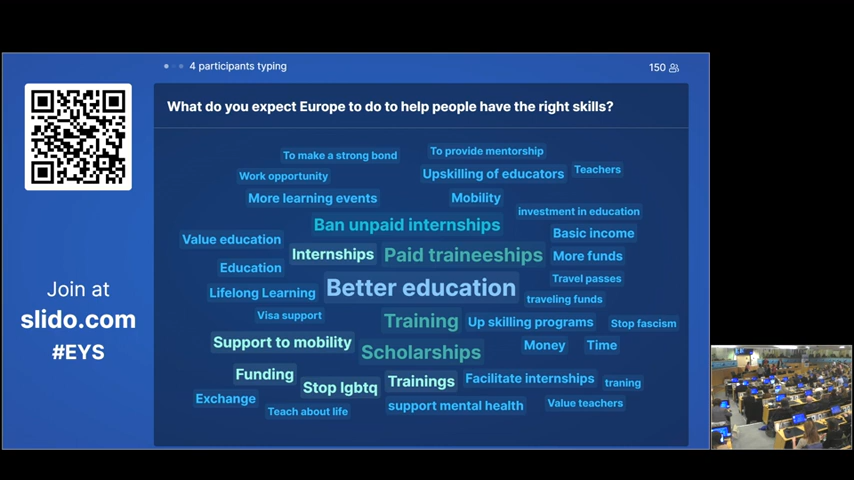 4 participants typing
150
What do you expect Europe to do to help people have the right skills?
To make a strong bond
To provide mentorship
Work opportunity
Upskilling of educators
Teachers
More learning events
Mobility
investment in education
Ban unpaid internships
Basic income
Value education
Internships
Paid traineeships
More funds
Education
Travel passes
Lifelong Learning
Better education
traveling funds
Visa support
Training
Up skilling programs
Stop fascism
Support to mobility
Scholarships
Money
Time
Funding
Stop lgbtq
Trainings
Facilitate internships
traning
Exchange
Teach about life
support mental health
Value teachers
Join at
slido.com
#EYS